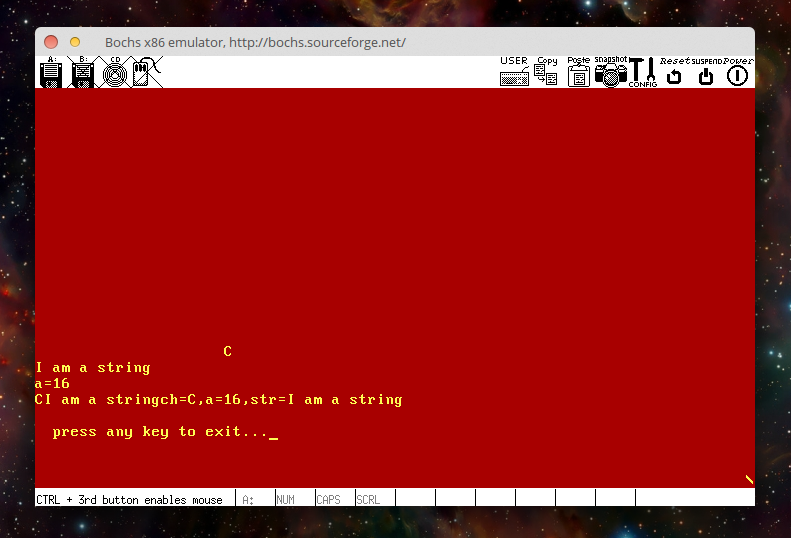 Bochs x86 emulator, http://bochs.sourceforge.net/
A: B: CD USER Copy Paste snapshot CONFIG Reset SUSPEND Power
C
I am a string
a=16
CI am a stringch=C,a=16,str=I am a string
press any key to exit..._
CTRL + 3rd button enables mouse A: NUM CAPS SCRL